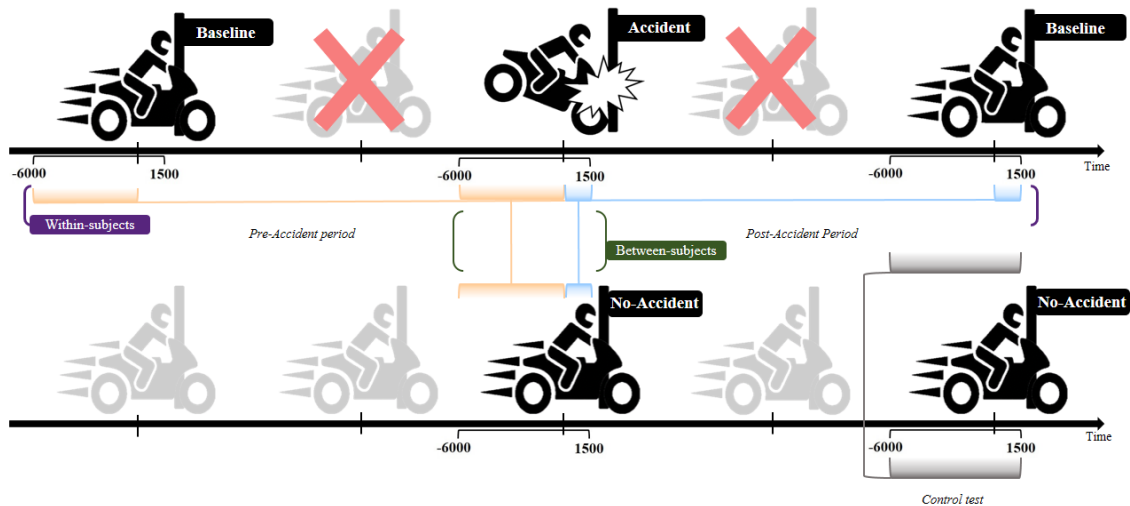 Baseline
Accident
Baseline
Time
-6000
1500
-6000
1500
-6000
1500
Within-subjects
Pre-Accident period
Post-Accident Period
Between-subjects
No-Accident
No-Accident
Time
-6000
1500
-6000
1500
Control test